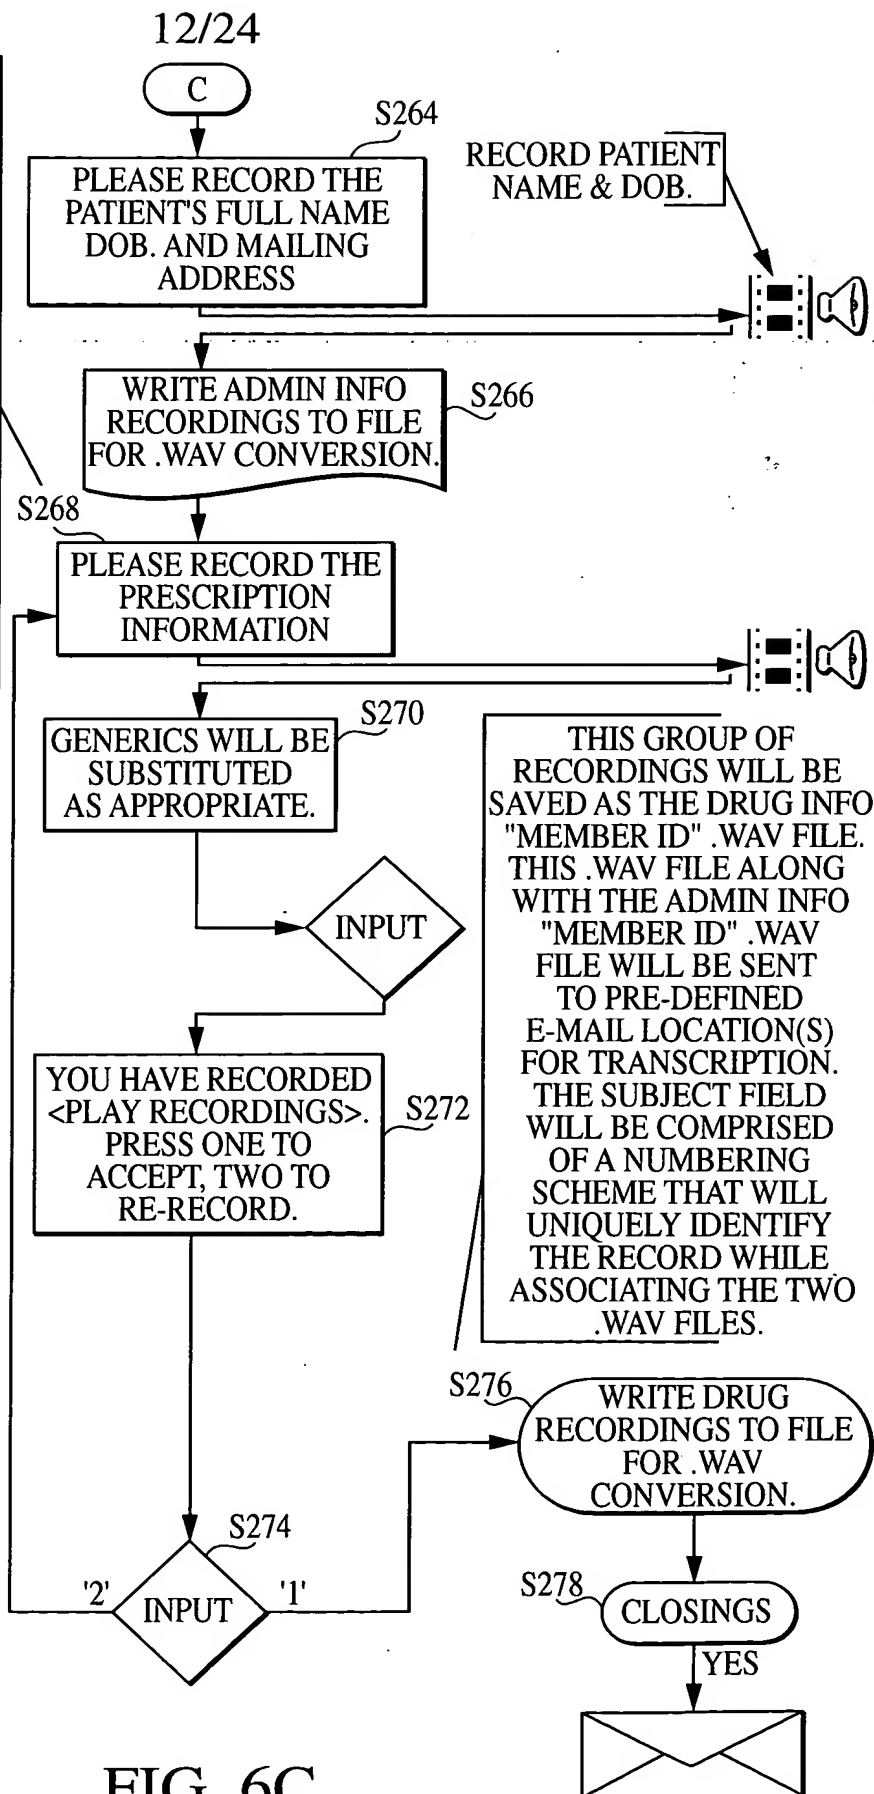 12/24
C
S264
PLEASE RECORD THE
PATIENT'S FULL NAME
DOB. AND MAILING
ADDRESS
RECORD PATIENT
NAME & DOB.
WRITE ADMIN INFO
RECORDINGS TO FILE
FOR .WAV CONVERSION.
S266
S268
PLEASE RECORD THE
PRESCRIPTION
INFORMATION
S270
GENERICS WILL BE
SUBSTITUTED
AS APPROPRIATE.
INPUT
YOU HAVE RECORDED
<PLAY RECORDINGS>.
PRESS ONE TO
ACCEPT, TWO TO
RE-RECORD.
S272
THIS GROUP OF
RECORDINGS WILL BE
SAVED AS THE DRUG INFO
"MEMBER ID" .WAV FILE.
THIS .WAV FILE ALONG
WITH THE ADMIN INFO
"MEMBER ID" .WAV
FILE WILL BE SENT
TO PRE-DEFINED
E-MAIL LOCATION(S)
FOR TRANSCRIPTION.
THE SUBJECT FIELD
WILL BE COMPRISED
OF A NUMBERING
SCHEME THAT WILL
UNIQUELY IDENTIFY
THE RECORD WHILE
ASSOCIATING THE TWO
.WAV FILES.
S274
'2'
INPUT
'1'
S276
WRITE DRUG
RECORDINGS TO FILE
FOR .WAV
CONVERSION.
S278
CLOSINGS
YES
FIG. 6C